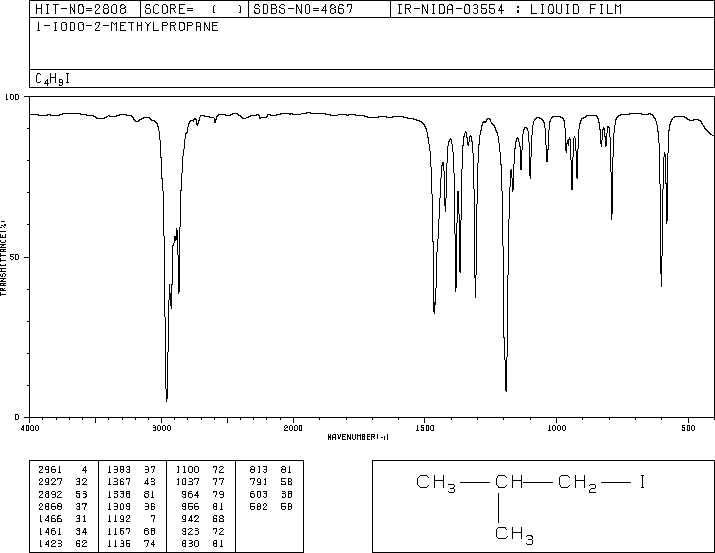 HIT-NO=2808 SCORE= ( ) SDBS-NO=4867 IR-NIDA-03554 : LIQUID FILM
1-IODO-2-METHYLPROPANE
C4H9I
100
50
0
TRANSMITTANCE(%)
4000 3000 2000 1500 1000 500
WAVENUMBER(-1)
2961 4 1383 37 1100 72 813 81
2927 32 1367 43 1037 77 791 58
2892 53 1338 81 964 79 603 38
2868 37 1309 36 956 81 582 58
1466 31 1192 7 942 68
1461 34 1167 68 923 72
1423 62 1136 74 830 81
CH3 CH CH2 I
CH3